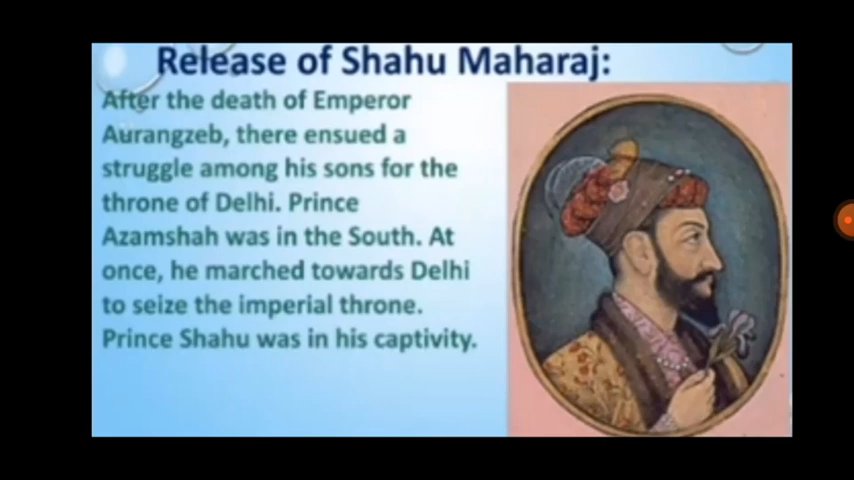 Release of Shahu Maharaj:
After the death of Emperor
Aurangzeb, there ensued a
struggle among his sons for the
throne of Delhi. Prince
Azamshah was in the South. At
once, he marched towards Delhi
to seize the imperial throne.
Prince Shahu was in his captivity.